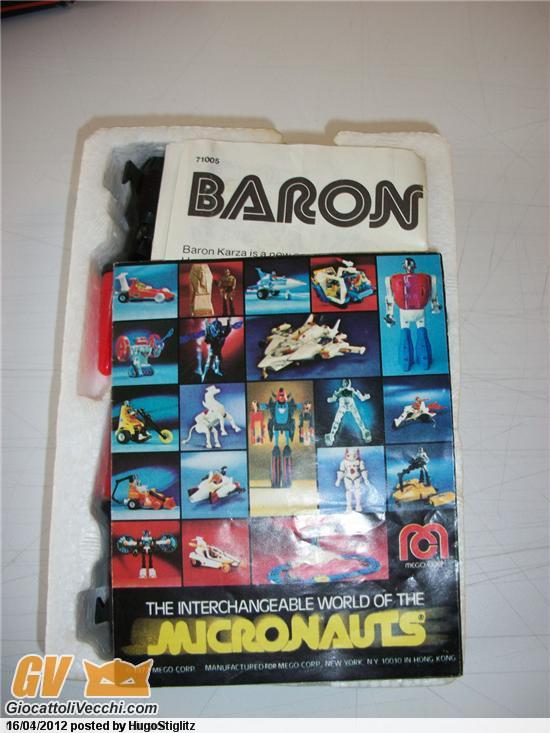 71005
BARON
Baron Karza is a new
MEGO CORP
THE INTERCHANGEABLE WORLD OF THE
MICRONAUTS®
MEGO CORP. MANUFACTURED FOR MEGO CORP., NEW YORK, N.Y. 10010 IN HONG KONG
GV
GiocattoliVecchi.com
16/04/2012 posted by HugoStiglitz